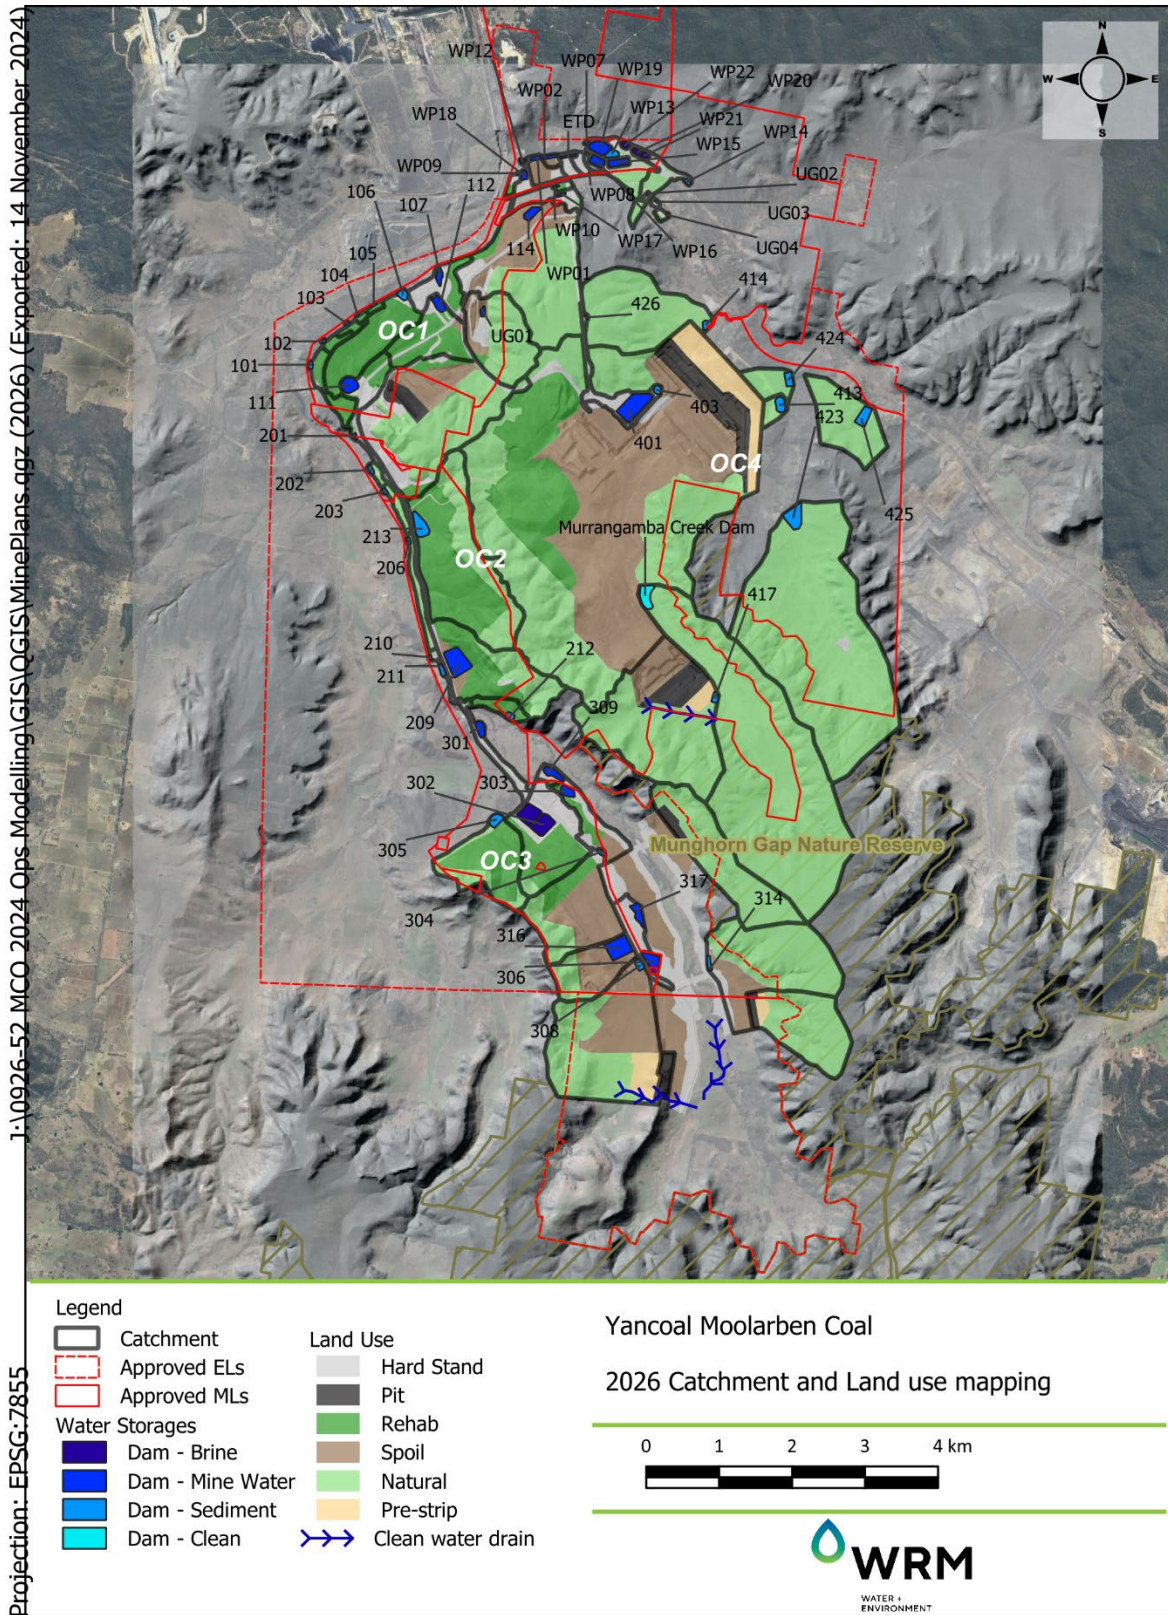 J:\0926-52 MCO 2024 Ops Modelling\GIS\QGIS\MinePlans.qgz (2026) (Exported: 14 November 2024)
Projection: EPSG:7855
N
W
E
S
WP12
WP07
WP19
WP22
WP20
WP02
WP13
WP18
ETD
WP21
WP14
WP15
WP09
106
112
107
WP08
UG02
UG03
114
WP10
WP17
WP16
UG04
105
104
WP01
103
426
414
OC1
UG01
102
424
101
413
111
403
423
401
201
OC4
202
425
203
Murrangamba Creek Dam
213
OC2
206
417
210
212
211
309
209
301
302
303
305
OC3
Munghorn Gap Nature Reserve
304
317
314
316
306
308
Legend
Catchment
Approved ELs
Approved MLs
Water Storages
Dam - Brine
Dam - Mine Water
Dam - Sediment
Dam - Clean
Land Use
Hard Stand
Pit
Rehab
Spoil
Natural
Pre-strip
Clean water drain
Yancoal Moolarben Coal
2026 Catchment and Land use mapping
0 1 2 3 4 km
WRM
WATER +
ENVIRONMENT